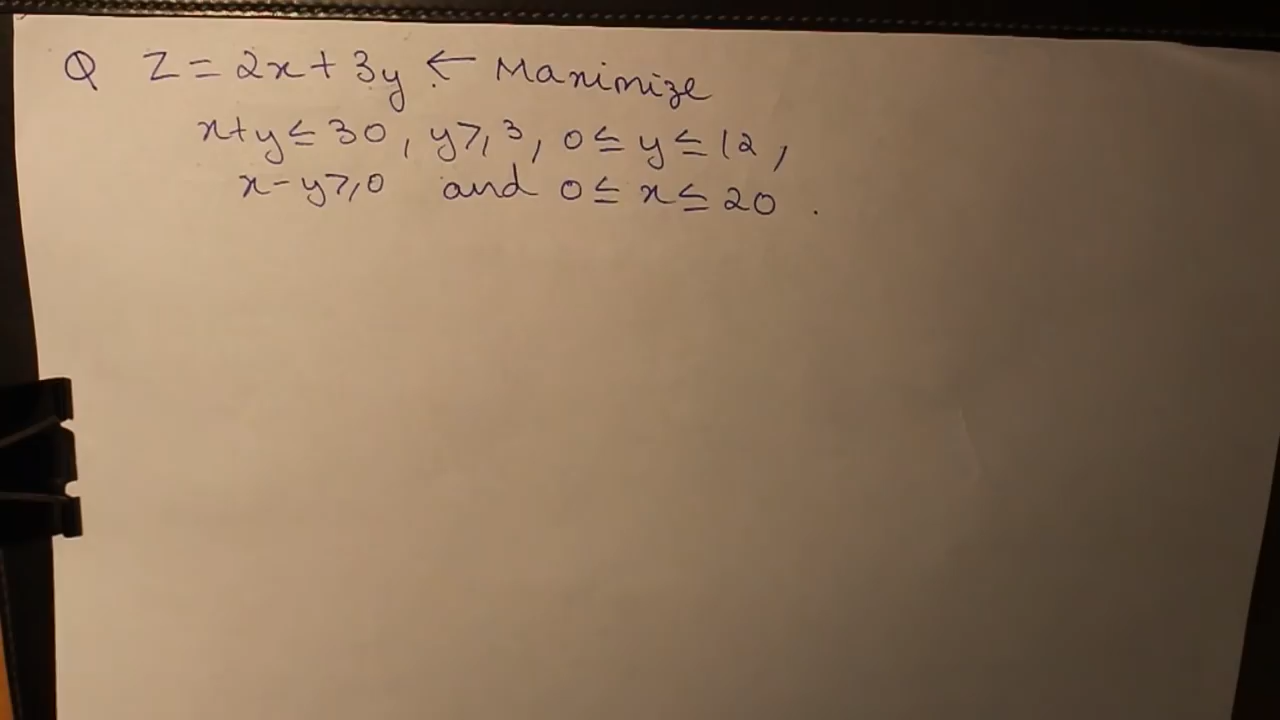 Q Z = 2x + 3y ← Maximize
x+y ≤ 30, y ≥ 3, 0 ≤ y ≤ 12,
x-y ≥ 0 and 0 ≤ x ≤ 20 .